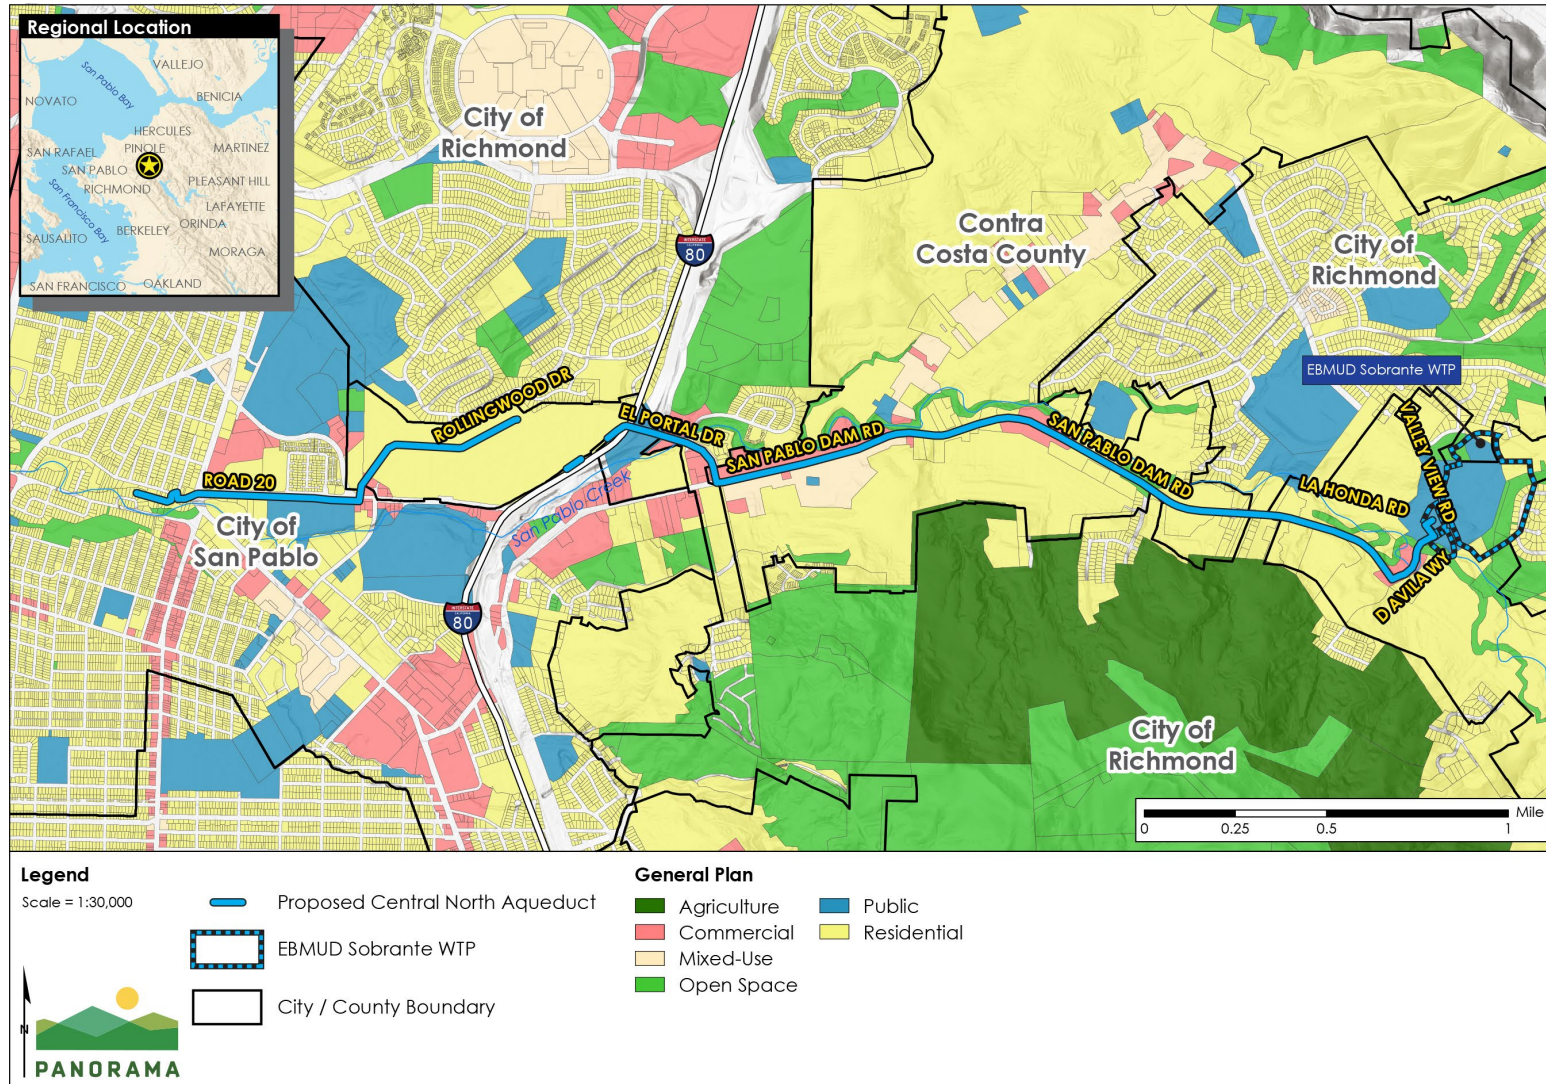 Regional Location
San Pablo Bay
VALLEJO
NOVATO
BENICIA
HERCULES
PINOLE
MARTINEZ
SAN RAFAEL
SAN PABLO
RICHMOND
PLEASANT HILL
San Francisco Bay
LAFAYETTE
ORINDA
BERKELEY
SAUSALITO
MORAGA
SAN FRANCISCO
OAKLAND
City of
Richmond
INTERSTATE
CALIFORNIA
80
Contra
Costa County
City of
Richmond
EBMUD Sobrante WTP
ROLLINGWOOD DR
EL PORTAL DR
SAN PABLO DAM RD
SAN PABLO DAM RD
VALLEY VIEW RD
ROAD 20
LA HONDA RD
San Pablo Creek
City of
San Pablo
D AVILA WY
INTERSTATE
CALIFORNIA
80
City of
Richmond
Mile
0
0.25
0.5
1
Legend
Scale = 1:30,000
Proposed Central North Aqueduct
EBMUD Sobrante WTP
City / County Boundary
General Plan
Agriculture
Commercial
Mixed-Use
Open Space
Public
Residential
N
PANORAMA